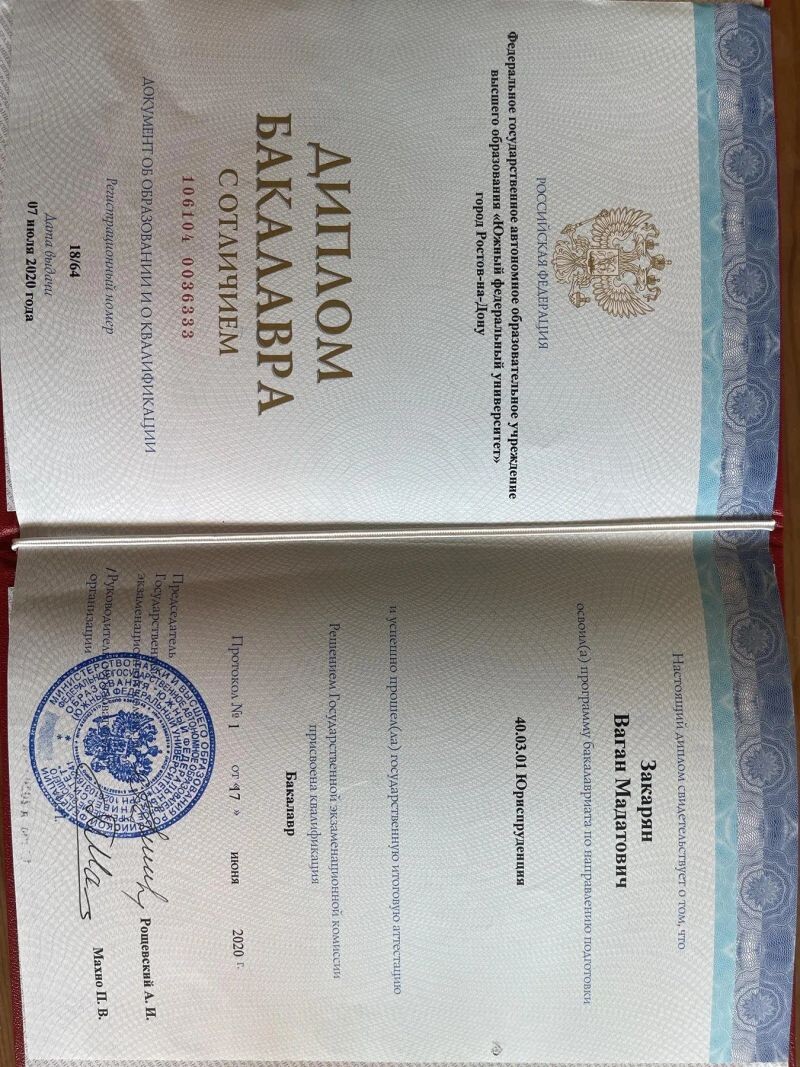 РОССИЙСКАЯ ФЕДЕРАЦИЯ
Федеральное государственное автономное образовательное учреждение
высшего образования «Южный федеральный университет»
город Ростов-на-Дону
ДИПЛОМ
БАКАЛАВРА
С ОТЛИЧИЕМ
106104 0036333
ДОКУМЕНТ ОБ ОБРАЗОВАНИИ И О КВАЛИФИКАЦИИ
Регистрационный номер
18/64
Дата выдачи
07 июля 2020 года
Настоящий диплом свидетельствует о том, что
Закарян
Ваган Мадатович
освоил(а) программу бакалавриата по направлению подготовки
40.03.01 Юриспруденция
и успешно прошел(ла) государственную итоговую аттестацию
Решением Государственной экзаменационной комиссии
присвоена квалификация
Бакалавр
Протокол № 1 от «17 » июня 2020 г.
Председатель
Государствен
экзаменацио
Рощевский А. И.
Руководител
организации
Махно П. В.